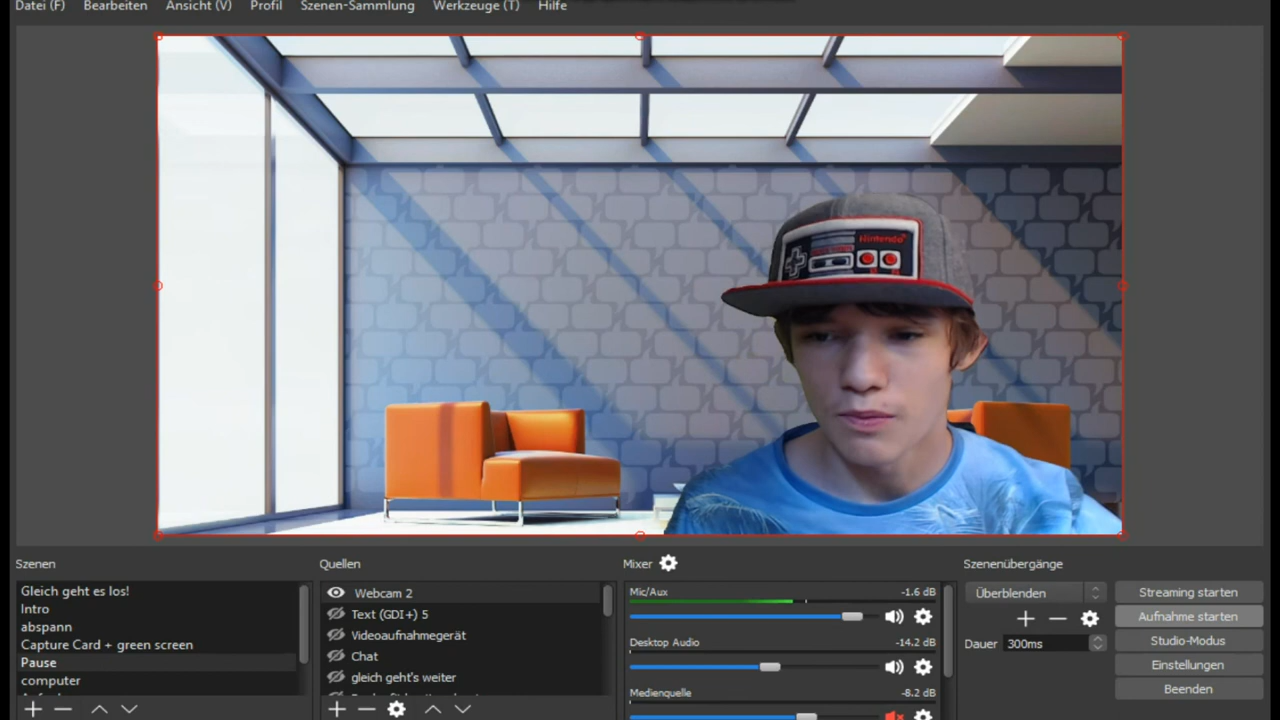 Datei (F) Bearbeiten Ansicht (V) Profil Szenen-Sammlung Werkzeuge (T) Hilfe
Nintendo
Szenen
Gleich geht es los!
Intro
abspann
Capture Card + green screen
Pause
computer
Quellen
Webcam 2
Text (GDI+) 5
Videoaufnahmegerät
Chat
gleich geht's weiter
Mixer
Mic/Aux -1.6 dB
Desktop Audio -14.2 dB
Medienquelle -8.2 dB
Szenenübergänge
Überblenden
Dauer 300ms
Streaming starten
Aufnahme starten
Studio-Modus
Einstellungen
Beenden